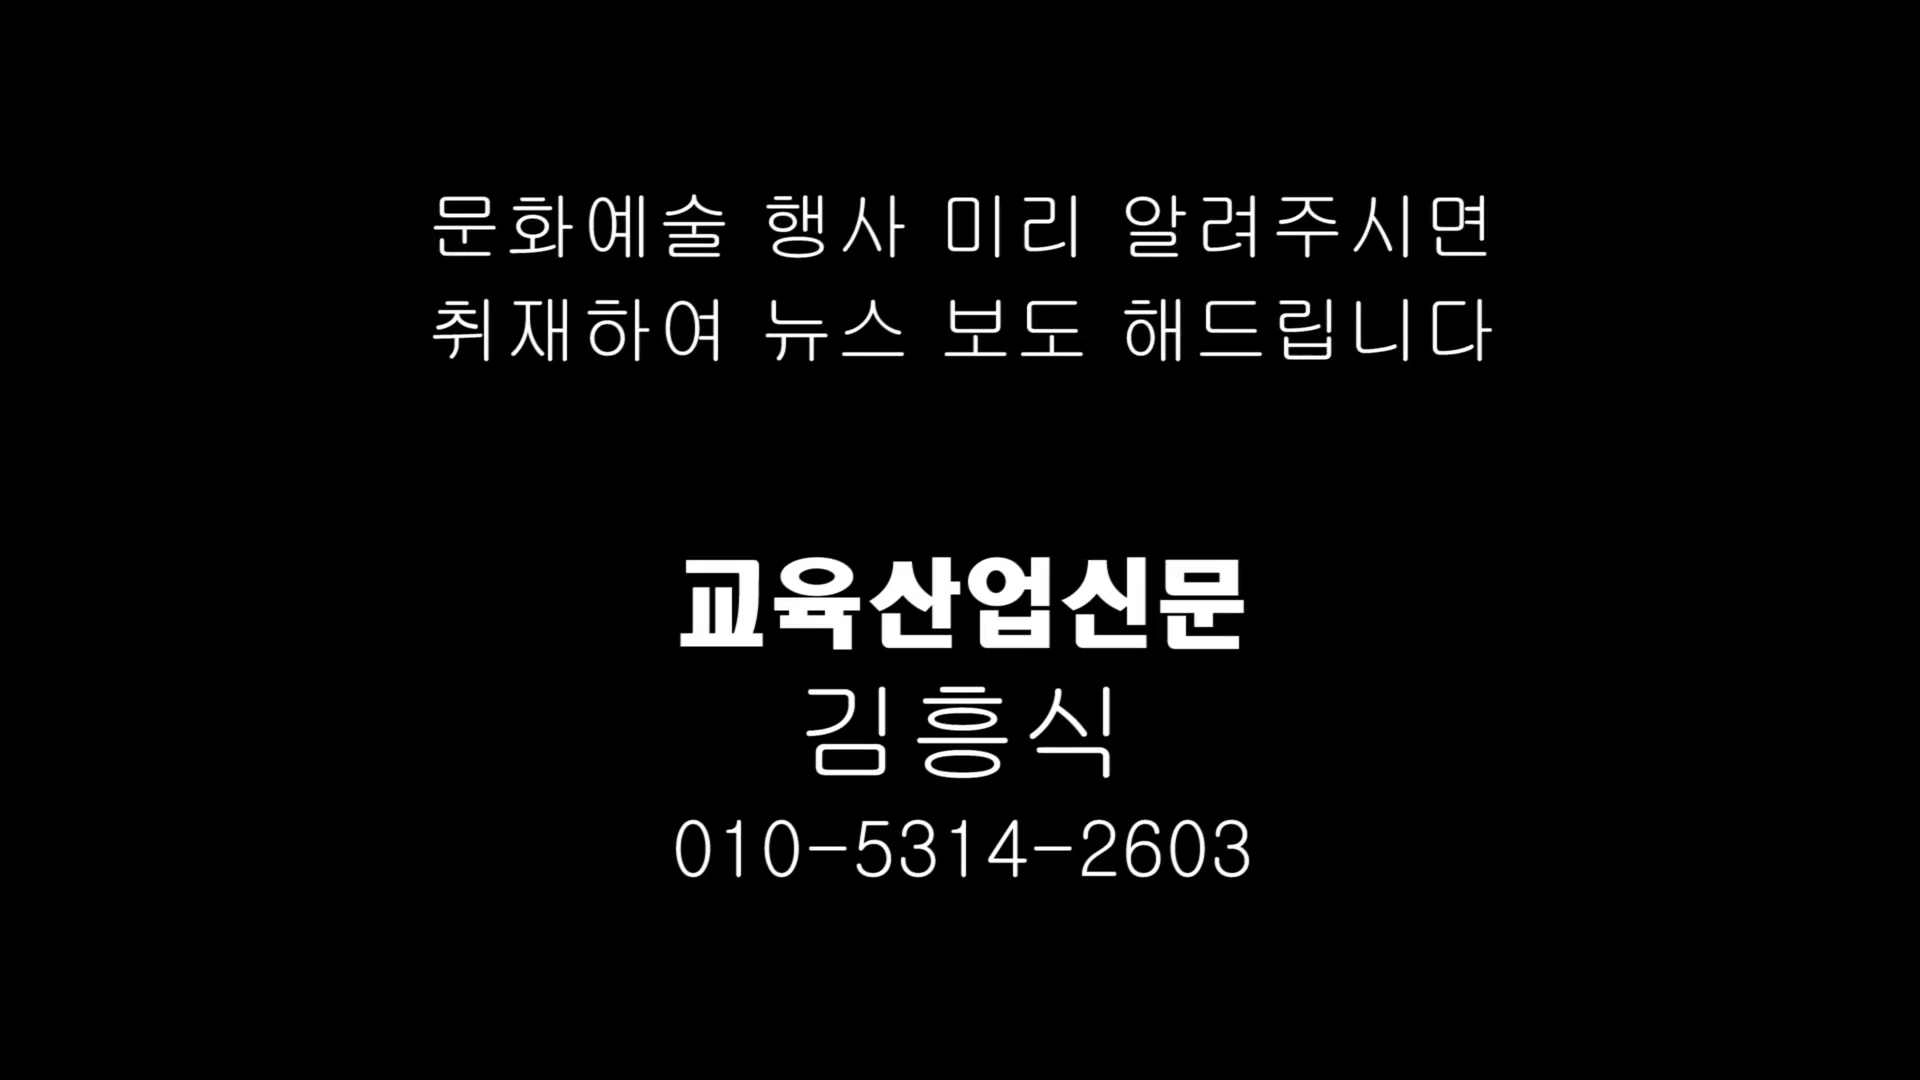 문화예술 행사 미리 알려주시면
취재하여 뉴스 보도 해드립니다
교육산업신문
김흥식
010-5314-2603